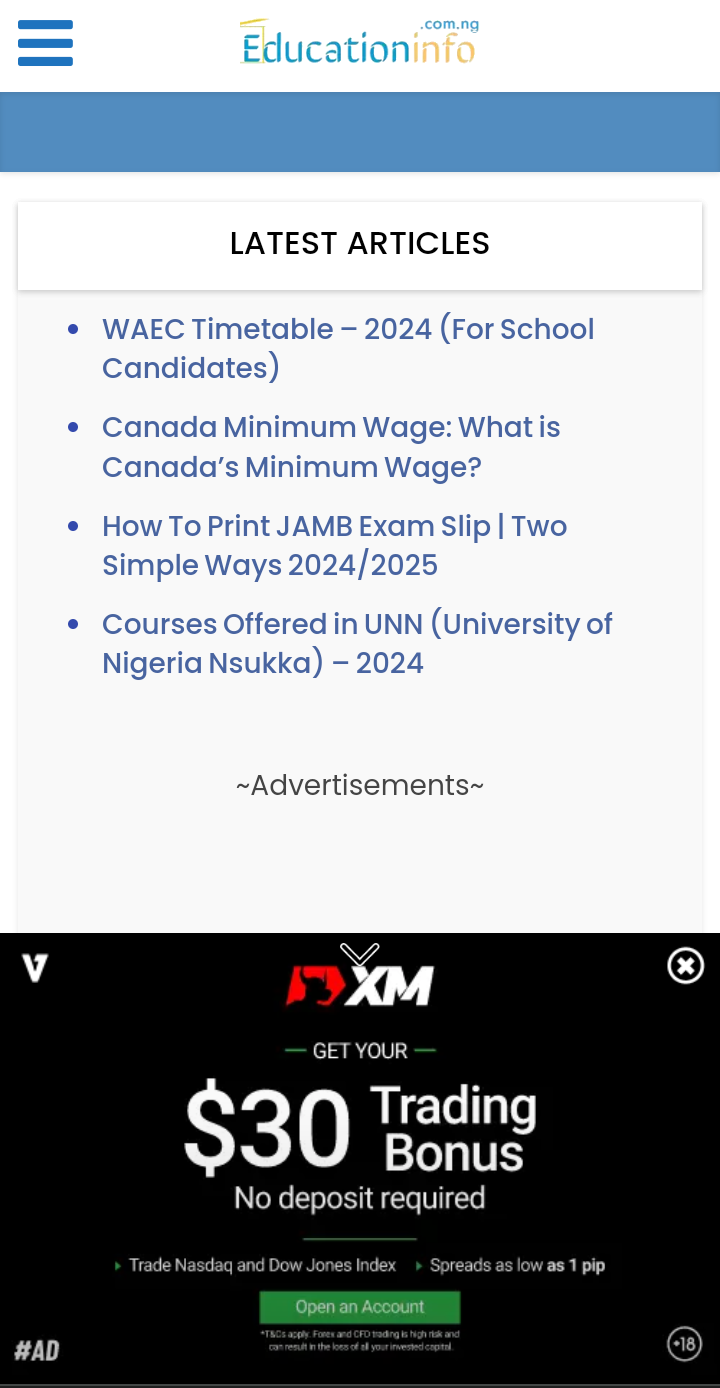 .com.ng
Educationinfo
LATEST ARTICLES
• WAEC Timetable – 2024 (For School
Candidates)
• Canada Minimum Wage: What is
Canada’s Minimum Wage?
• How To Print JAMB Exam Slip | Two
Simple Ways 2024/2025
• Courses Offered in UNN (University of
Nigeria Nsukka) – 2024
~Advertisements~
XM
GET YOUR
$30 Trading
Bonus
No deposit required
Trade Nasdaq and Dow Jones Index
Spreads as low as 1 pip
Open an Account
*T&Cs apply. Forex and CFD trading is high risk and
can result in the loss of all your invested capital.
#AD
+18